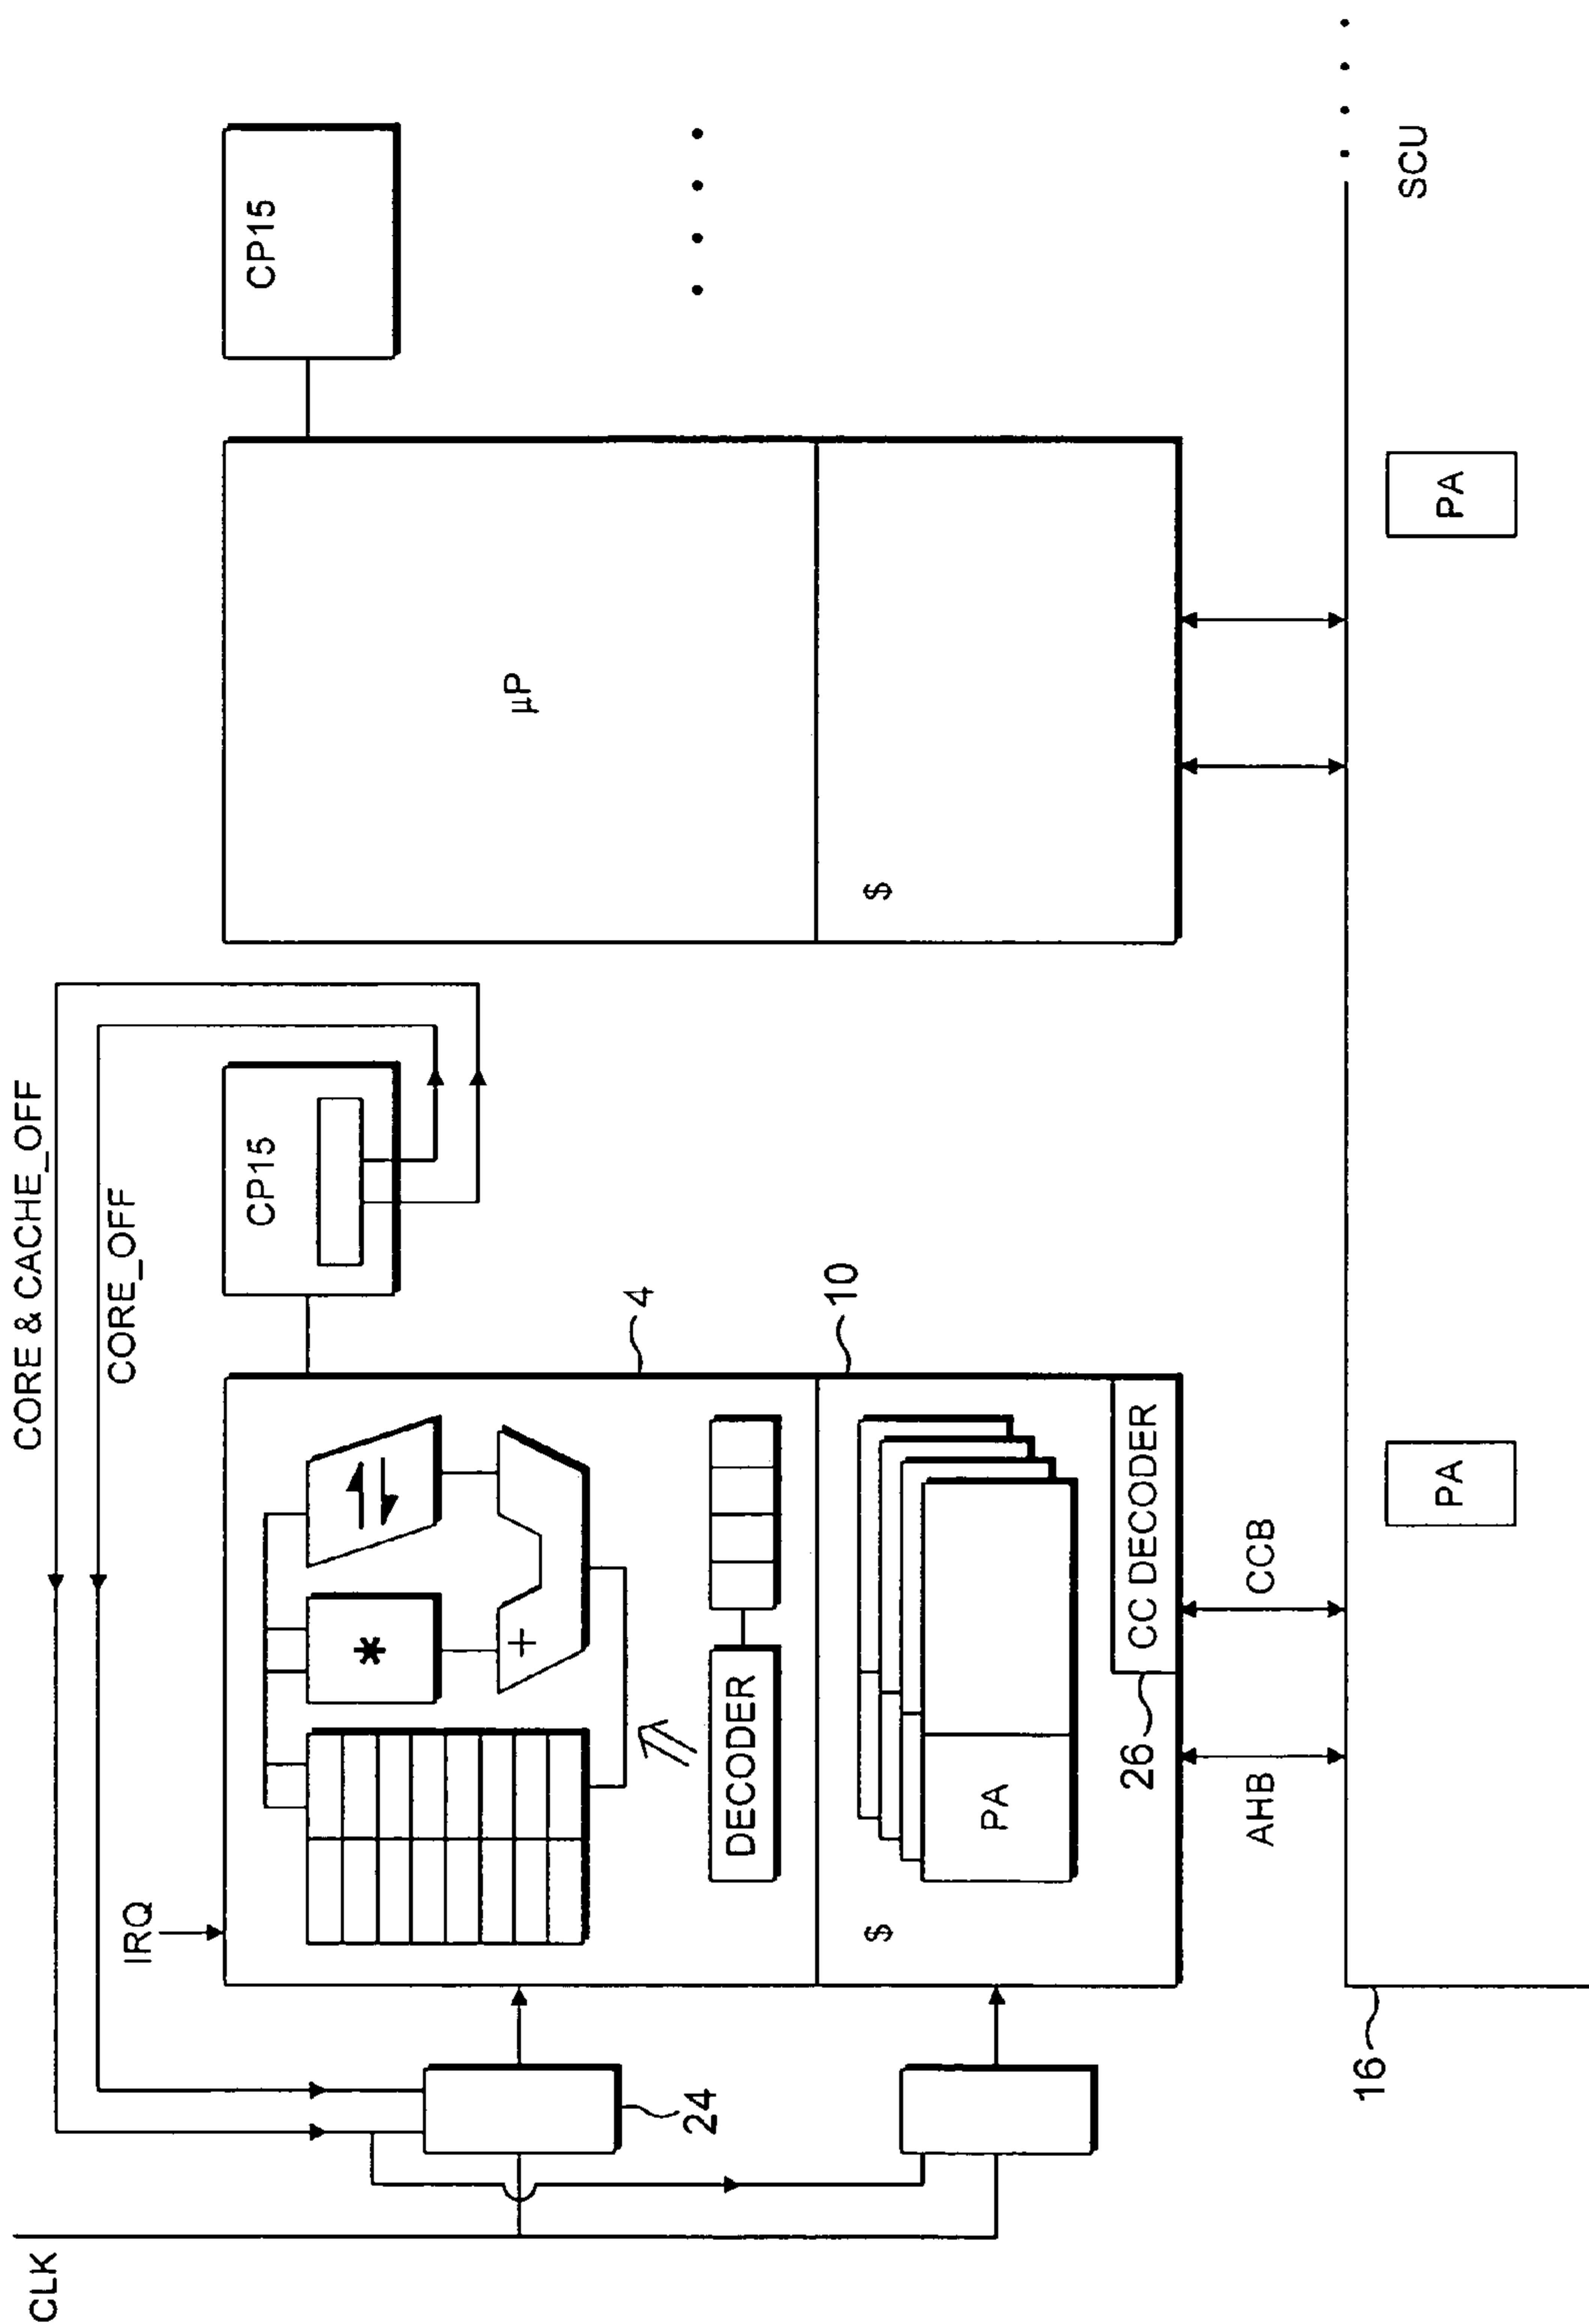 CLK
CORE & CACHE_OFF
CORE_OFF
IRQ
24
*
+
DECODER
4
CP15
$
PA
10
CC DECODER
26
AHB
CCB
16
PA
µP
$
CP15
PA
SCU